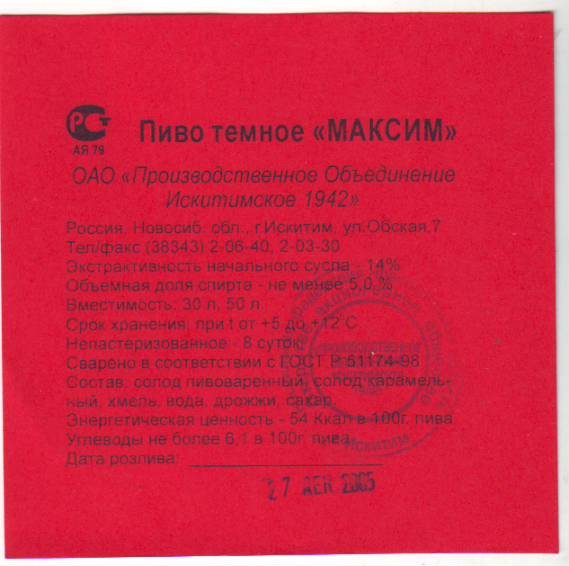 РСТ
АЯ 79
Пиво темное «МАКСИМ»
ОАО «Производственное Объединение
Искитимское 1942»
Россия. Новосиб. обл., г.Искитим. ул.Обская,7
Тел/факс (38343) 2-06-40, 2-03-30
Экстрактивность начального сусла - 14%
Объемная доля спирта - не менее 5,0 %
Вместимость: 30 л, 50 л.
Срок хранения, при t от +5 до +12°С
Непастеризованное - 8 суток
Сварено в соответствии с ГОСТ Р 51174-98
Состав: солод пивоваренный, солод карамель-
ный, хмель, вода, дрожжи, сахар.
Энергетическая ценность - 54 Ккал в 100г. пива
Углеводы не более 6,1 в 100г. пива
Дата розлива:
ИСКИТИМ
27 2005